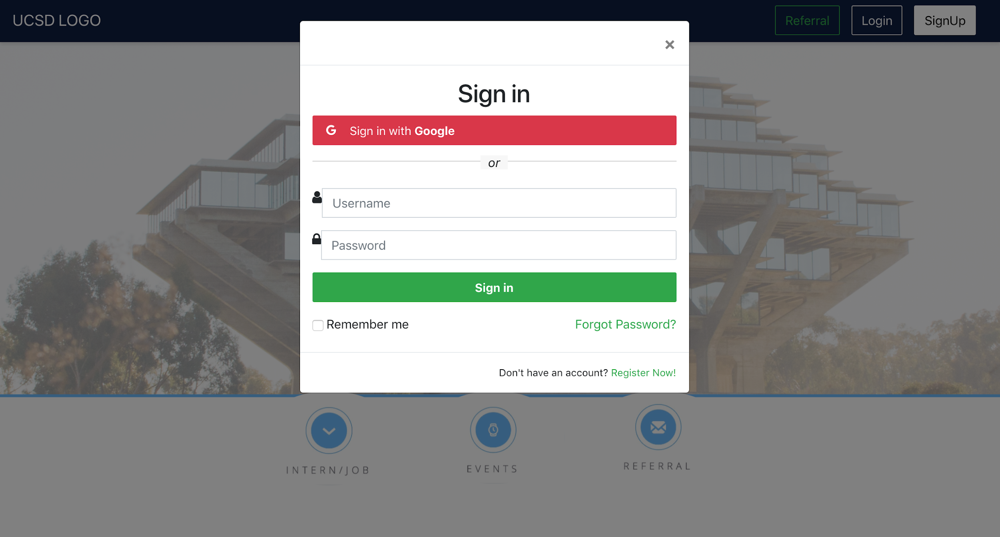 UCSD LOGO
Referral
Login
SignUp
×
Sign in
G Sign in with Google
or
Username
Password
Sign in
Remember me
Forgot Password?
Don't have an account? Register Now!
INTERN/JOB
EVENTS
REFERRAL